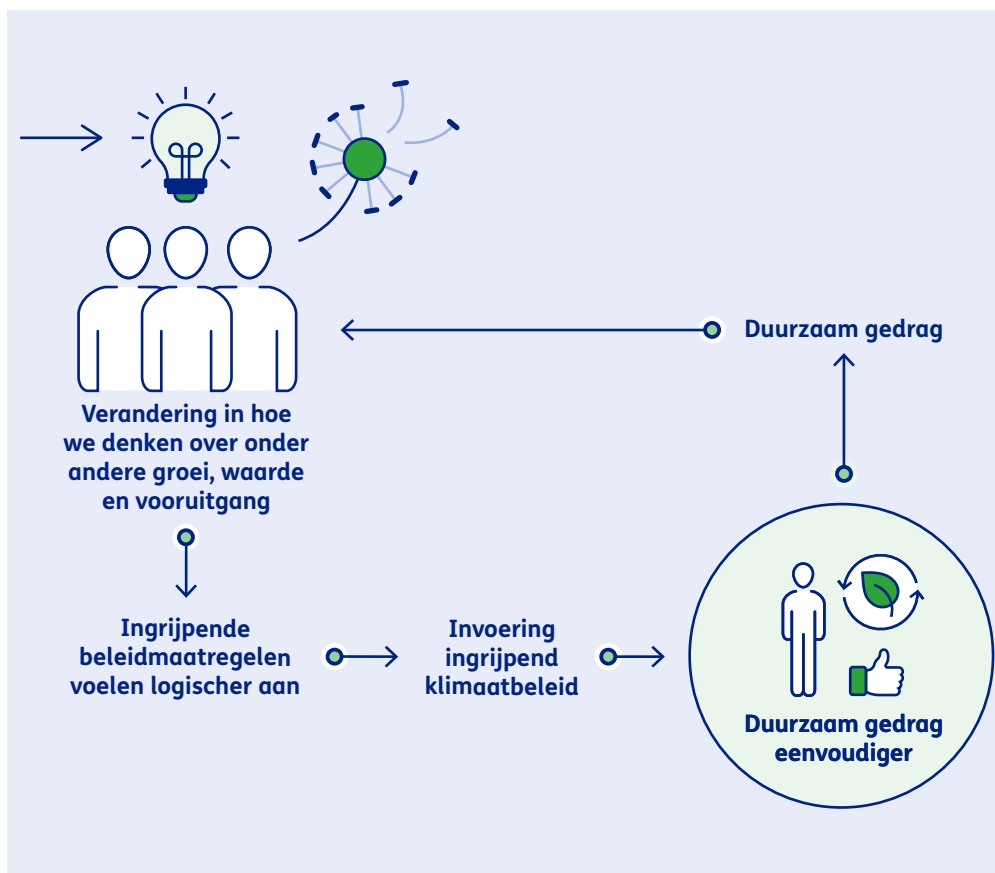 Verandering in hoe
we denken over onder
andere groei, waarde
en vooruitgang
Ingrijpende
beleidmaatregelen
voelen logischer aan
Invoering
ingrijpend
klimaatbeleid
Duurzaam gedrag
eenvoudiger
Duurzaam gedrag